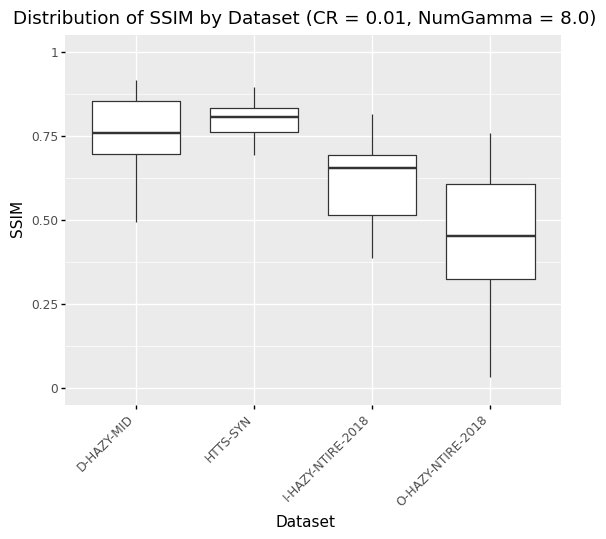 Distribution of SSIM by Dataset (CR = 0.01, NumGamma = 8.0)
1
0.75
0.50
0.25
0
SSIM
D-HAZY-MID
HTTS-SYN
I-HAZY-NTIRE-2018
O-HAZY-NTIRE-2018
Dataset